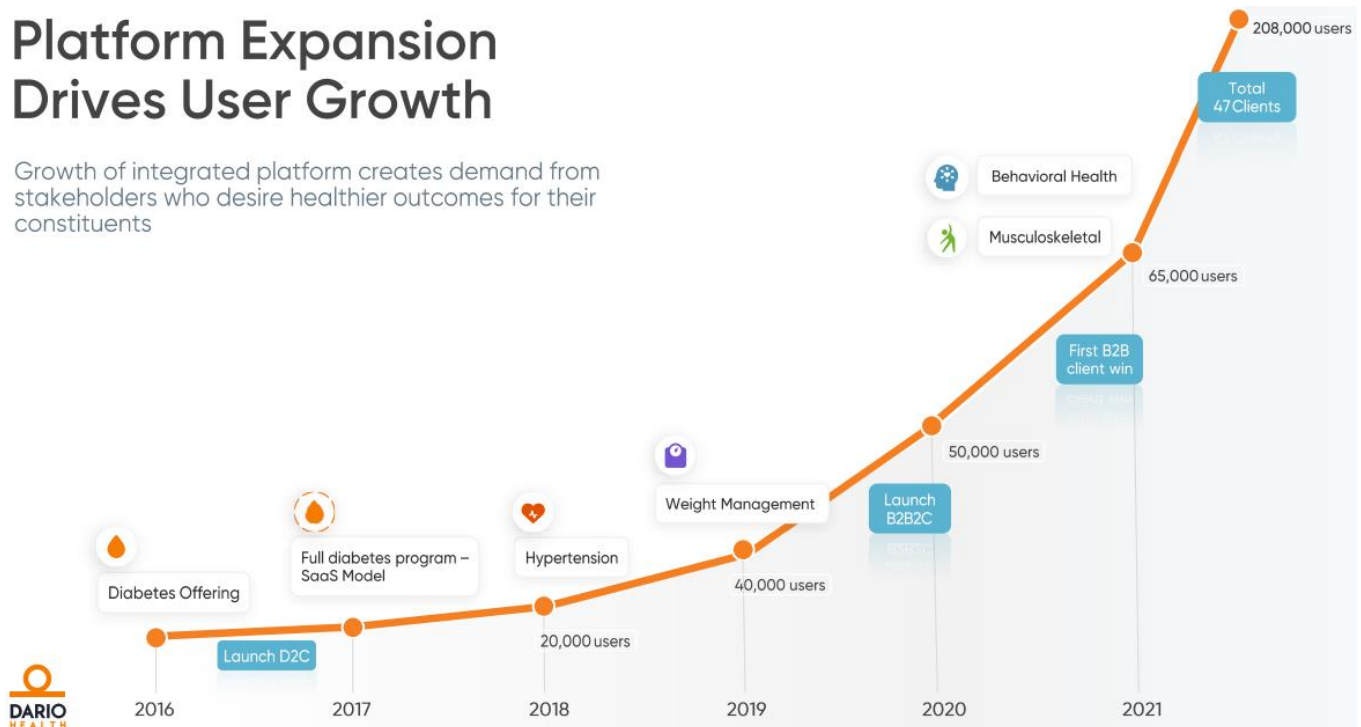 Platform Expansion
Drives User Growth
Growth of integrated platform creates demand from
stakeholders who desire healthier outcomes for their
constituents
208,000 users
Total
47 Clients
Behavioral Health
Musculoskeletal
65,000 users
First B2B
client win
50,000 users
Weight Management
Launch
B2B2C
40,000 users
Hypertension
20,000 users
Full diabetes program –
SaaS Model
Diabetes Offering
Launch D2C
2016
2017
2018
2019
2020
2021
DARIO
HEALTH